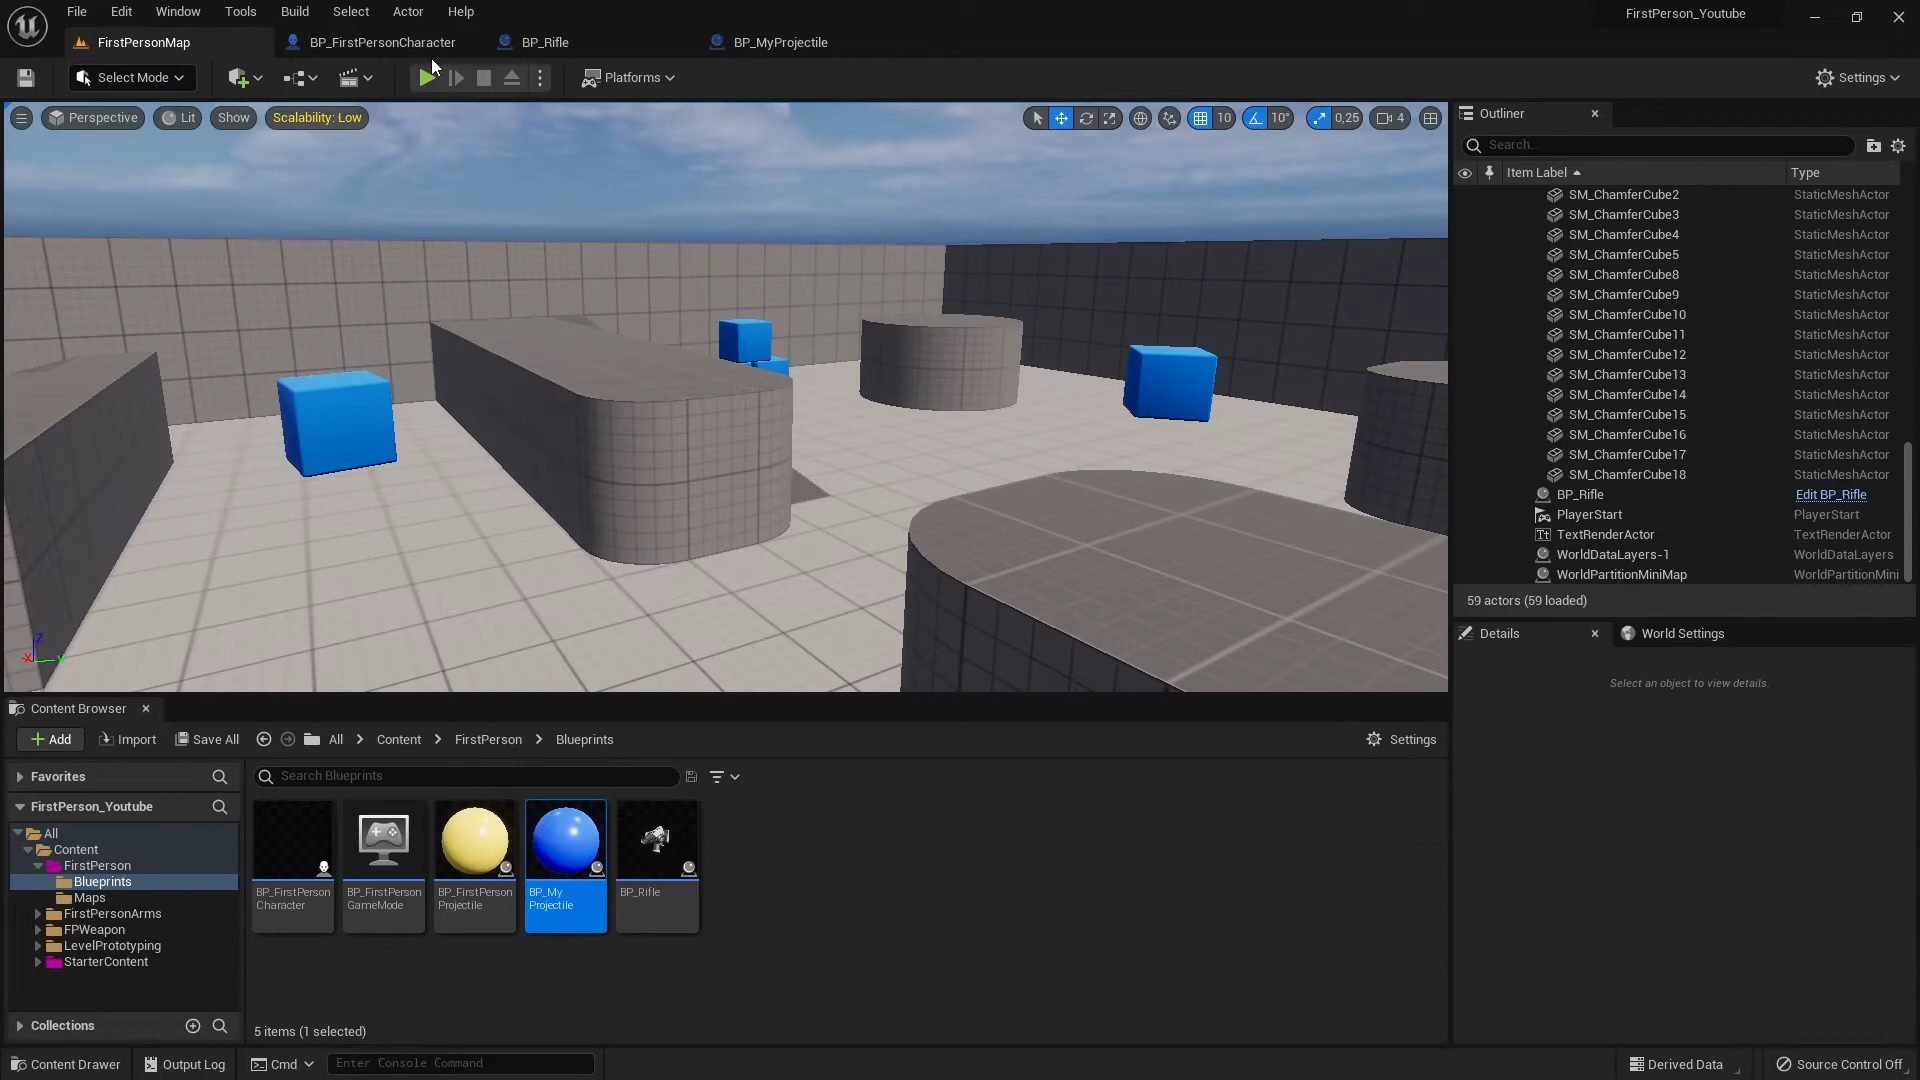 File Edit Window Tools Build Select Actor Help FirstPerson_Youtube
FirstPersonMap BP_FirstPersonCharacter BP_Rifle BP_MyProjectile
Select Mode Platforms Settings
Perspective Lit Show Scalability: Low 10 10° 0,25 4
Outliner
Search...
Item Label Type
SM_ChamferCube2 StaticMeshActor
SM_ChamferCube3 StaticMeshActor
SM_ChamferCube4 StaticMeshActor
SM_ChamferCube5 StaticMeshActor
SM_ChamferCube8 StaticMeshActor
SM_ChamferCube9 StaticMeshActor
SM_ChamferCube10 StaticMeshActor
SM_ChamferCube11 StaticMeshActor
SM_ChamferCube12 StaticMeshActor
SM_ChamferCube13 StaticMeshActor
SM_ChamferCube14 StaticMeshActor
SM_ChamferCube15 StaticMeshActor
SM_ChamferCube16 StaticMeshActor
SM_ChamferCube17 StaticMeshActor
SM_ChamferCube18 StaticMeshActor
BP_Rifle Edit BP_Rifle
PlayerStart PlayerStart
TextRenderActor TextRenderActor
WorldDataLayers-1 WorldDataLayers
WorldPartitionMiniMap WorldPartitionMini
59 actors (59 loaded)
Details World Settings
Select an object to view details.
Z
-X Y
Content Browser
Add Import Save All All Content FirstPerson Blueprints Settings
Favorites
Search Blueprints
FirstPerson_Youtube
All
Content
FirstPerson
Blueprints
Maps
FirstPersonArms
FPWeapon
LevelPrototyping
StarterContent
Collections
BP_FirstPerson
Character
BP_FirstPerson
GameMode
BP_FirstPerson
Projectile
BP_My
Projectile
BP_Rifle
5 items (1 selected)
Content Drawer Output Log Cmd Enter Console Command Derived Data Source Control Off